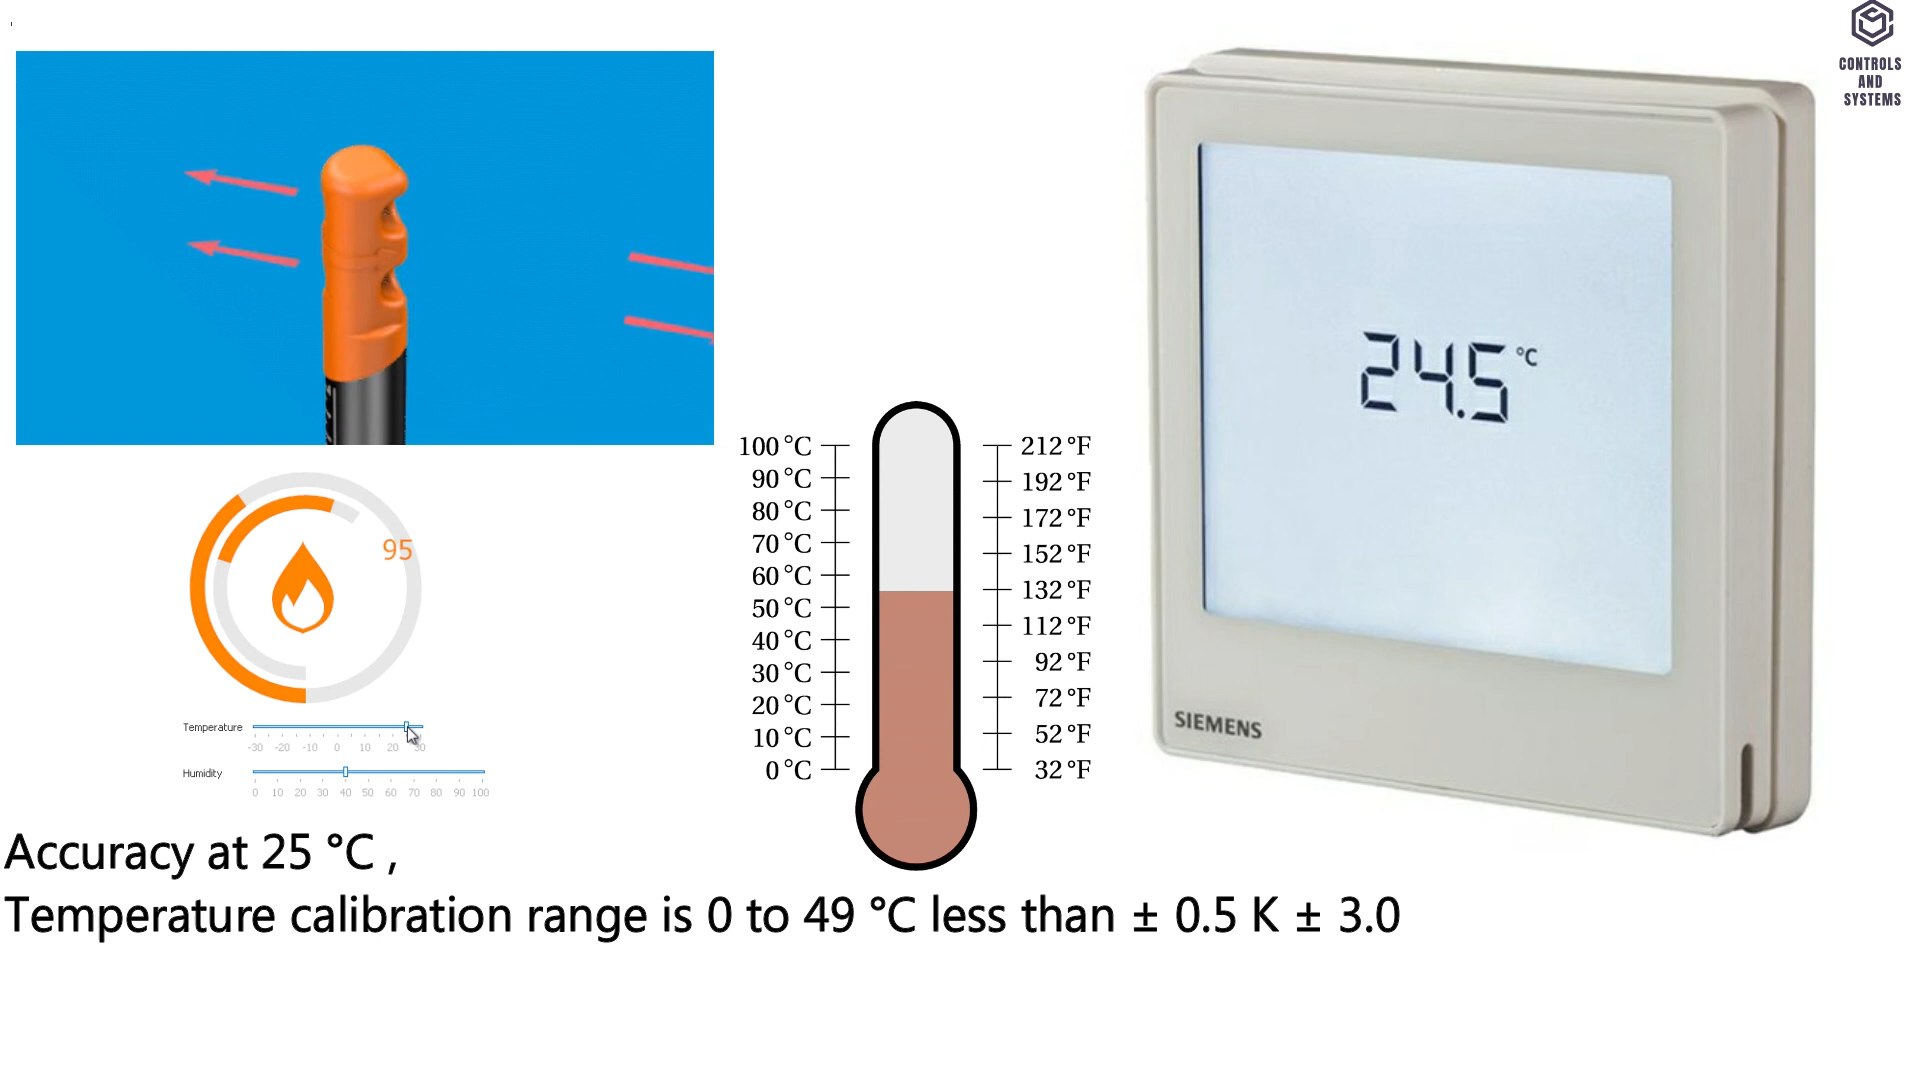 CONTROLS
AND
SYSTEMS
24.5 °C
SIEMENS
95
Temperature
-30 -20 -10 0 10 20 30
Humidity
0 10 20 30 40 50 60 70 80 90 100
100 °C 212 °F
90 °C 192 °F
80 °C 172 °F
70 °C 152 °F
60 °C 132 °F
50 °C 112 °F
40 °C 92 °F
30 °C 72 °F
20 °C 52 °F
10 °C 32 °F
0 °C
Accuracy at 25 °C ,
Temperature calibration range is 0 to 49 °C less than ± 0.5 K ± 3.0